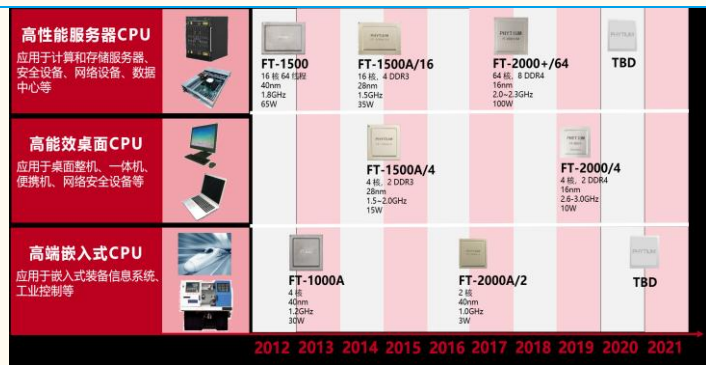 高性能服务器CPU
应用于计算和存储服务器、
安全设备、网络设备、数据
中心等
FT-1500
16 核 64 线程
40nm
1.8GHz
65W
FT-1500A/16
16 核, 4 DDR3
28nm
1.5GHz
35W
PHYTIUM
FT-2000+/64
64 核, 8 DDR4
16nm
2.0~2.3GHz
100W
PHYTIUM
TBD
高能效桌面CPU
应用于桌面整机、一体机、
便携机、网络安全设备等
FT-1500A/4
4 核, 2 DDR3
28nm
1.5~2.0GHz
15W
PHYTIUM
FT-2000/4
4 核, 2 DDR4
16nm
2.6-3.0GHz
10W
高端嵌入式CPU
应用于嵌入式装备信息系统、
工业控制等
FT-1000A
4 核
40nm
1.2GHz
30W
FT-2000A/2
2 核
40nm
1.0GHz
3W
PHYTIUM
TBD
2012 2013 2014 2015 2016 2017 2018 2019 2020 2021